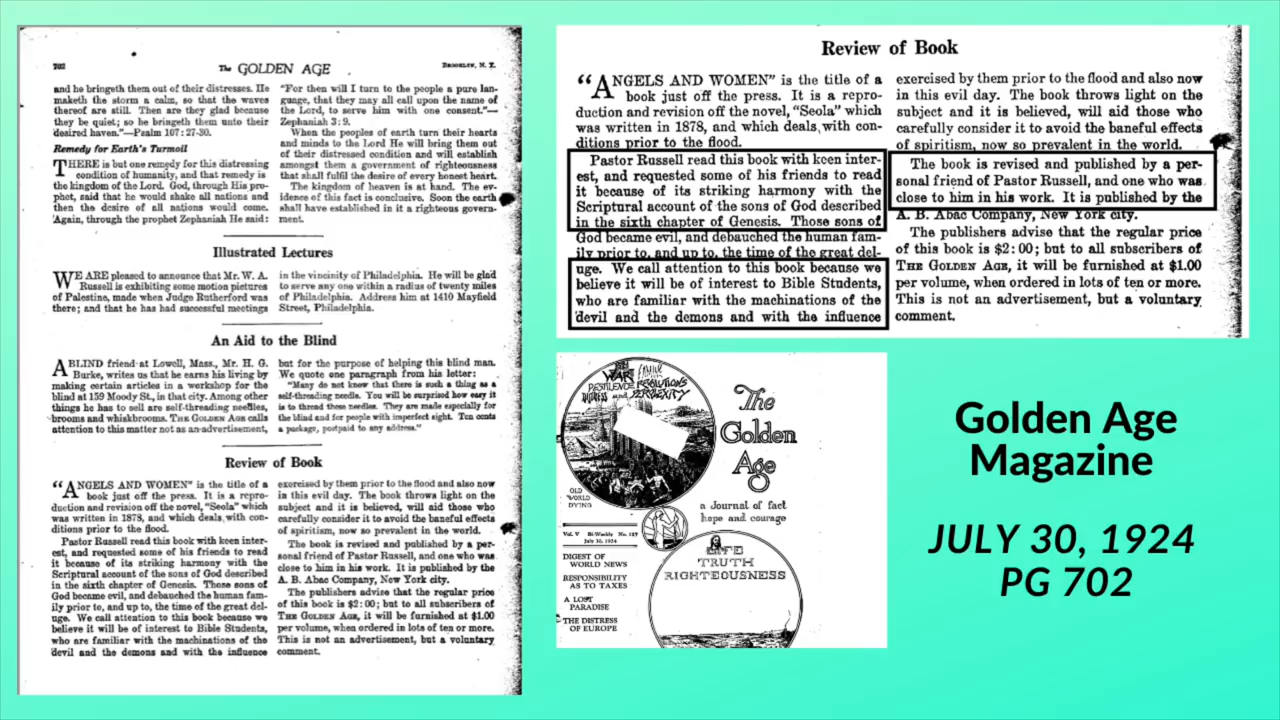 702
The GOLDEN AGE
BROOKLYN, N. Y.
and he bringeth them out of their distresses. He
maketh the storm a calm, so that the waves
thereof are still. Then are they glad because
they be quiet; so he bringeth them unto their
desired haven."—Psalm 107: 27-30.
Remedy for Earth's Turmoil
THERE is but one remedy for this distressing
condition of humanity, and that remedy is
the kingdom of the Lord. God, through His pro-
phet, said that he would shake all nations and
then the desire of all nations would come.
Again, through the prophet Zephaniah He said:
"For then will I turn to the people a pure lan-
guage, that they may all call upon the name of
the Lord, to serve him with one consent."—
Zephaniah 3: 9.
When the peoples of earth turn their hearts
and minds to the Lord He will bring them out
of their distressed condition and will establish
amongst them a government of righteousness
that shall fulfil the desire of every honest heart.
The kingdom of heaven is at hand. The ev-
idence of this fact is conclusive. Soon the earth
shall have established in it a righteous govern-
ment.
Illustrated Lectures
WE ARE pleased to announce that Mr. W. A.
Russell is exhibiting some motion pictures
of Palestine, made when Judge Rutherford was
there; and that he has had successful meetings
in the vincinity of Philadelphia. He will be glad
to serve any one within a radius of twenty miles
of Philadelphia. Address him at 1410 Mayfield
Street, Philadelphia.
An Aid to the Blind
A BLIND friend at Lowell, Mass., Mr. H. G.
Burke, writes us that he earns his living by
making certain articles in a workshop for the
blind at 159 Moody St., in that city. Among other
things he has to sell are self-threading needles,
brooms and whiskbrooms. THE GOLDEN AGE calls
attention to this matter not as an advertisement,
but for the purpose of helping this blind man.
We quote one paragraph from his letter:
"Many do not know that there is such a thing as a
self-threading needle. You will be surprised how easy it
is to thread these needles. They are made especially for
the blind and for people with imperfect sight. Ten cents
a package, postpaid to any address."
Review of Book
"ANGELS AND WOMEN" is the title of a
book just off the press. It is a repro-
duction and revision of the novel, "Seola" which
was written in 1878, and which deals with con-
ditions prior to the flood.
Pastor Russell read this book with keen inter-
est, and requested some of his friends to read
it because of its striking harmony with the
Scriptural account of the sons of God described
in the sixth chapter of Genesis. Those sons of
God became evil, and debauched the human fam-
ily prior to, and up to, the time of the great del-
uge. We call attention to this book because we
believe it will be of interest to Bible Students,
who are familiar with the machinations of the
devil and the demons and with the influence
exercised by them prior to the flood and also now
in this evil day. The book throws light on the
subject and it is believed, will aid those who
carefully consider it to avoid the baneful effects
of spiritism, now so prevalent in the world.
The book is revised and published by a per-
sonal friend of Pastor Russell, and one who was
close to him in his work. It is published by the
A. B. Abac Company, New York city.
The publishers advise that the regular price
of this book is $2:00; but to all subscribers of
THE GOLDEN AGE, it will be furnished at $1.00
per volume, when ordered in lots of ten or more.
This is not an advertisement, but a voluntary
comment.
Review of Book
"ANGELS AND WOMEN" is the title of a
book just off the press. It is a repro-
duction and revision off the novel, "Seola" which
was written in 1878, and which deals with con-
ditions prior to the flood.
Pastor Russell read this book with keen inter-
est, and requested some of his friends to read
it because of its striking harmony with the
Scriptural account of the sons of God described
in the sixth chapter of Genesis. Those sons of
God became evil, and debauched the human fam-
ily prior to, and up to, the time of the great del-
uge. We call attention to this book because we
believe it will be of interest to Bible Students,
who are familiar with the machinations of the
devil and the demons and with the influence
exercised by them prior to the flood and also now
in this evil day. The book throws light on the
subject and it is believed, will aid those who
carefully consider it to avoid the baneful effects
of spiritism, now so prevalent in the world.
The book is revised and published by a per-
sonal friend of Pastor Russell, and one who was
close to him in his work. It is published by the
A. B. Abac Company, New York city.
The publishers advise that the regular price
of this book is $2:00; but to all subscribers of
THE GOLDEN AGE, it will be furnished at $1.00
per volume, when ordered in lots of ten or more.
This is not an advertisement, but a voluntary
comment.
WAR
FAMINE
PESTILENCE
REVOLUTIONS
DISTRESS and PERPLEXITY
OLD
WORLD
DYING
The
Golden
Age
a Journal of fact
hope and courage
Vol. V Bi-Weekly No. 127
July 30, 1924
DIGEST OF
WORLD NEWS
RESPONSIBILITY
AS TO TAXES
A LOST
PARADISE
THE DISTRESS
OF EUROPE
LIFE
TRUTH
RIGHTEOUSNESS
Golden Age
Magazine
JULY 30, 1924
PG 702